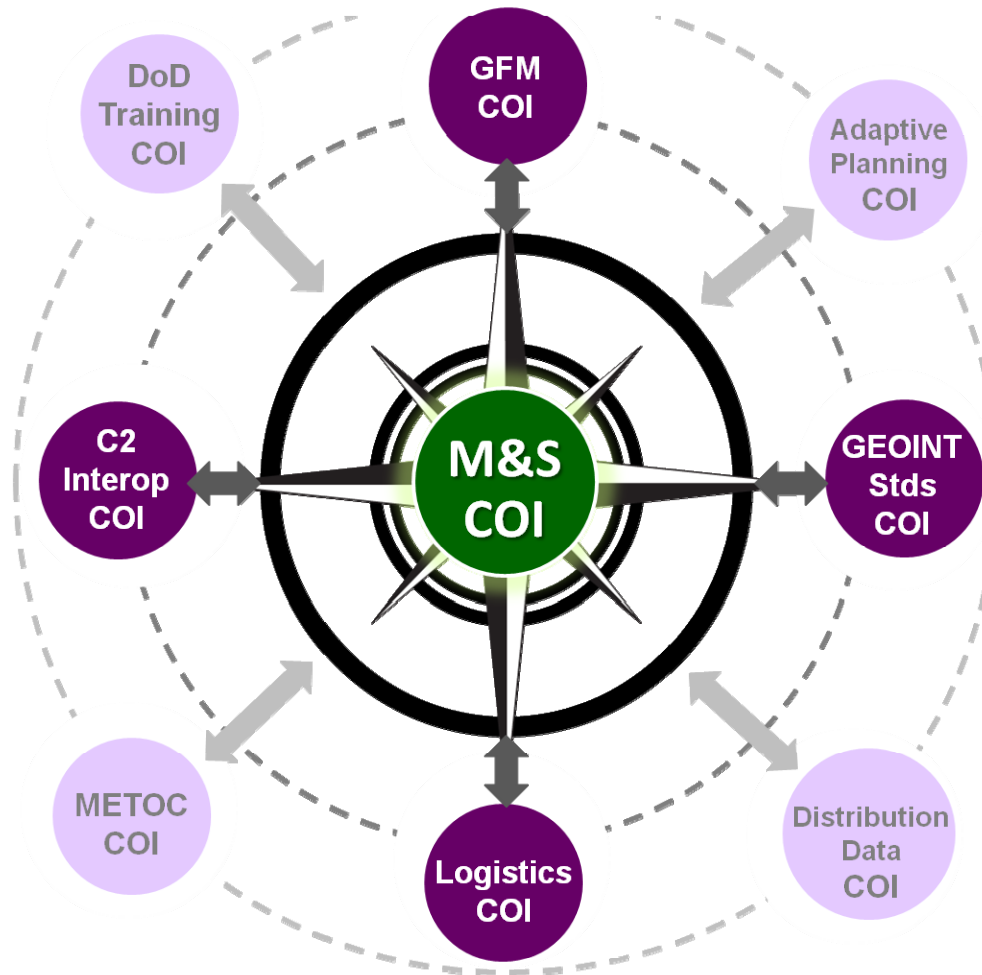 DoD
Training
COI
GFM
COI
Adaptive
Planning
COI
C2
Interop
COI
M&S
COI
GEOINT
Stds
COI
METOC
COI
Logistics
COI
Distribution
Data
COI